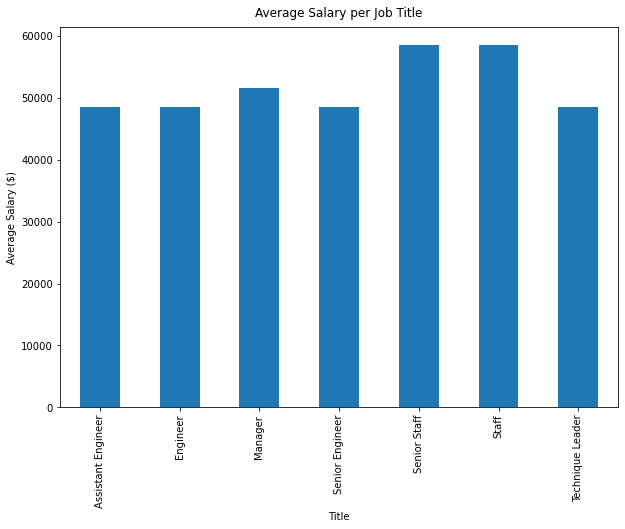 Average Salary per Job Title
Average Salary ($)
60000
50000
40000
30000
20000
10000
0
Assistant Engineer
Engineer
Manager
Senior Engineer
Senior Staff
Staff
Technique Leader
Title